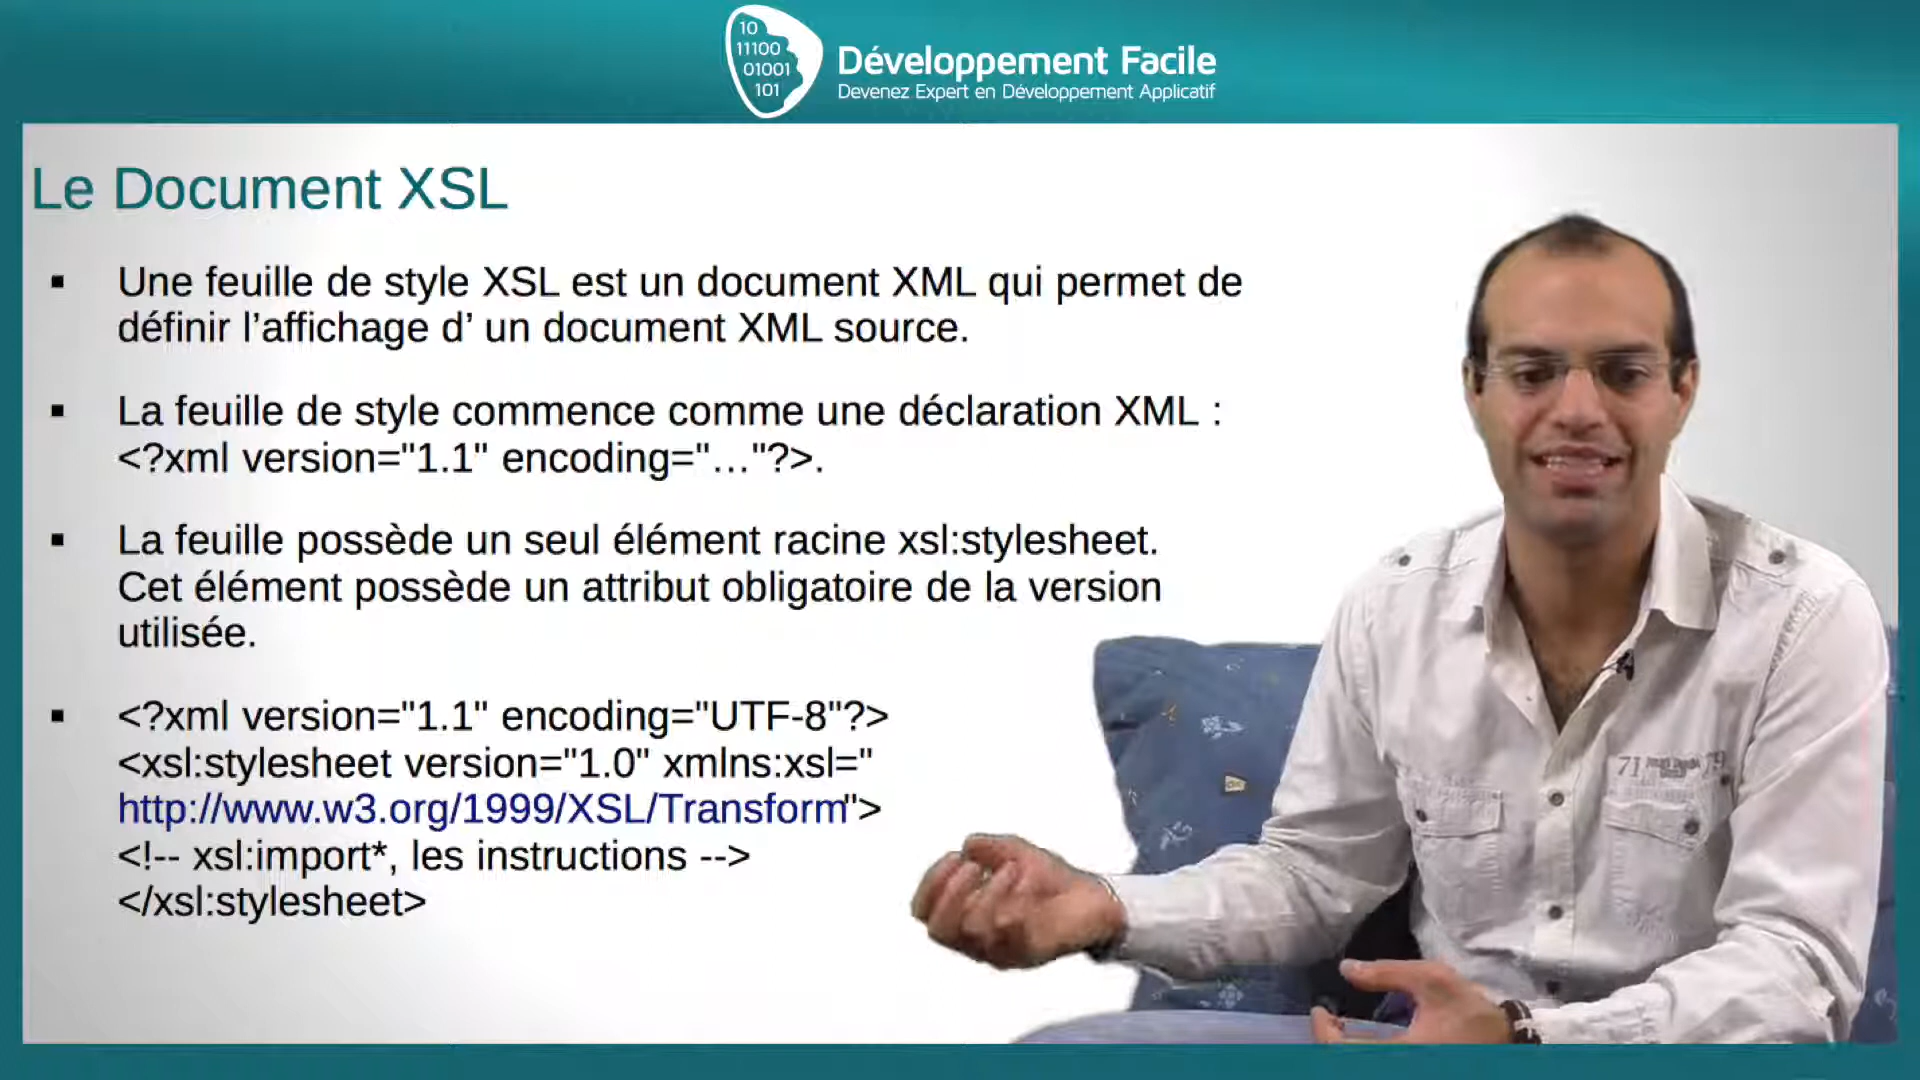 10
11100
01001
101
Développement Facile
Devenez Expert en Développement Applicatif
Le Document XSL
▪ Une feuille de style XSL est un document XML qui permet de
définir l’affichage d’ un document XML source.
▪ La feuille de style commence comme une déclaration XML :
<?xml version="1.1" encoding="…"?>.
▪ La feuille possède un seul élément racine xsl:stylesheet.
Cet élément possède un attribut obligatoire de la version
utilisée.
▪ <?xml version="1.1" encoding="UTF-8"?>
<xsl:stylesheet version="1.0" xmlns:xsl="
http://www.w3.org/1999/XSL/Transform">
<!-- xsl:import*, les instructions -->
</xsl:stylesheet>
71